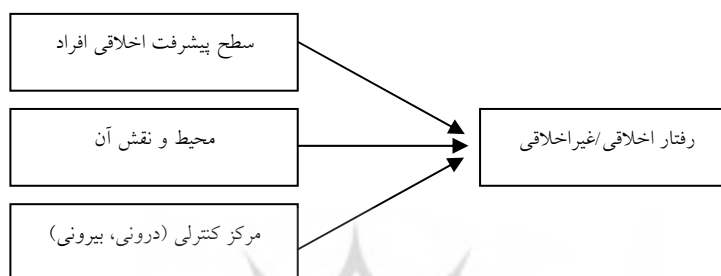 سطح پیشرفت اخلاقی افراد
محیط و نقش آن
رفتار اخلاقی/غیراخلاقی
مرکز کنترلی (درونی، بیرونی)